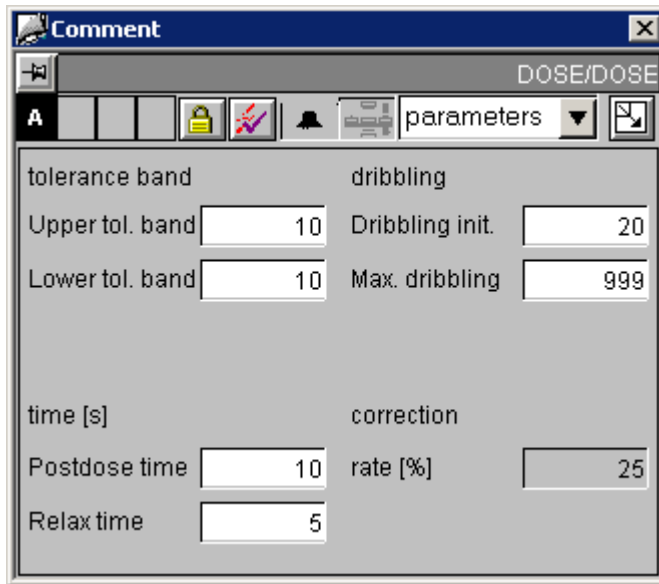 Comment
DOSE/DOSE
A parameters
tolerance band dribbling
Upper tol. band 10 Dribbling init. 20
Lower tol. band 10 Max. dribbling 999
time [s] correction
Postdose time 10 rate [%] 25
Relax time 5